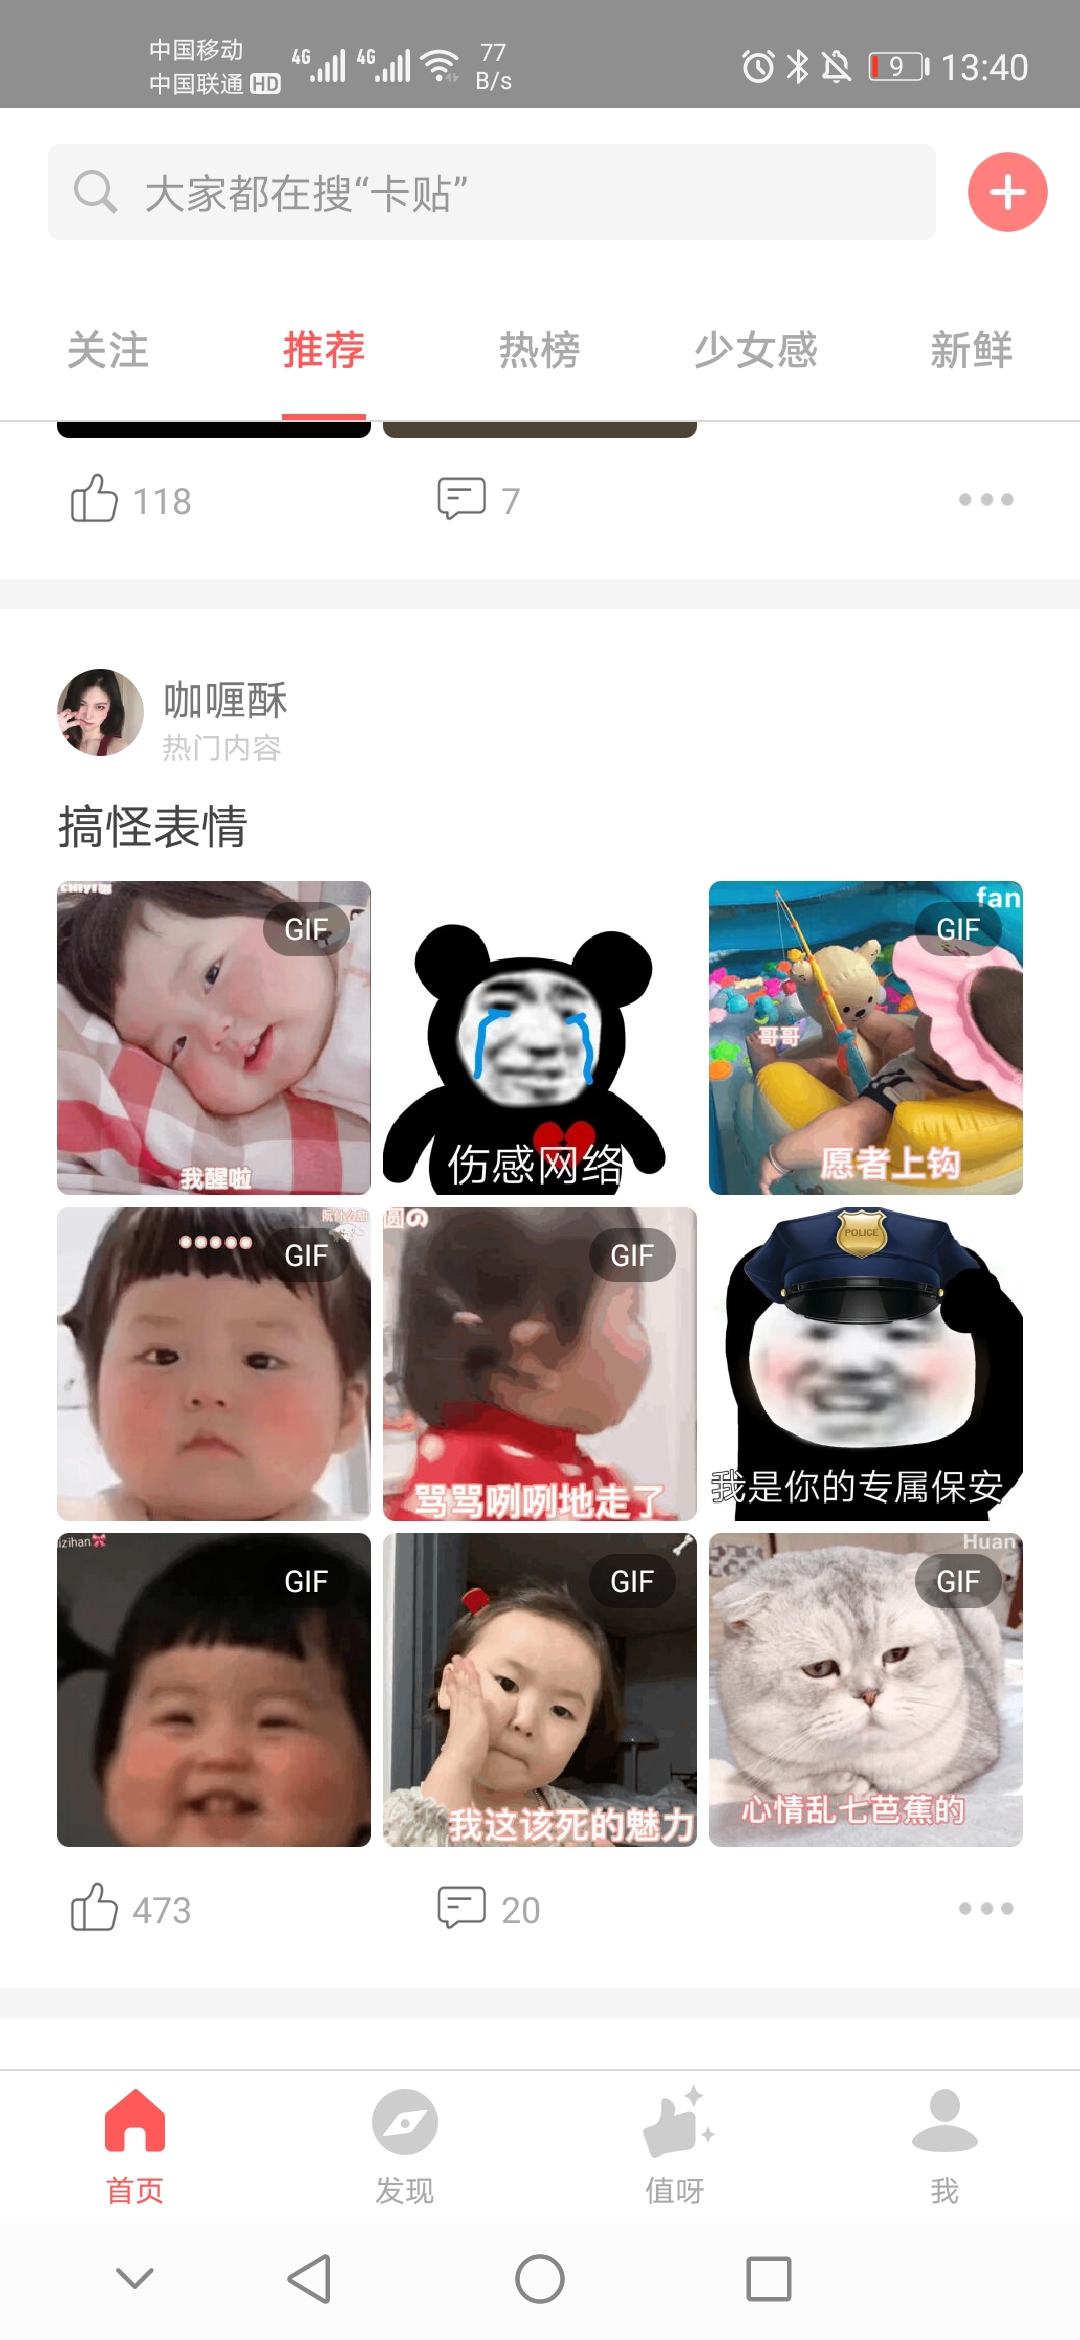 中国移动
中国联通 HD
4G 4G
77
B/s
9 13:40
大家都在搜“卡贴”
关注 推荐 热榜 少女感 新鲜
118 7
咖喱酥
热门内容
搞怪表情
GIF
我醒啦
伤感网络
fan
GIF
哥哥
愿者上钩
GIF
圆の
GIF
骂骂咧咧地走了
POLICE
我是你的专属保安
izihan
GIF
GIF
我这该死的魅力
Huan
GIF
心情乱七芭蕉的
473 20
首页 发现 值呀 我